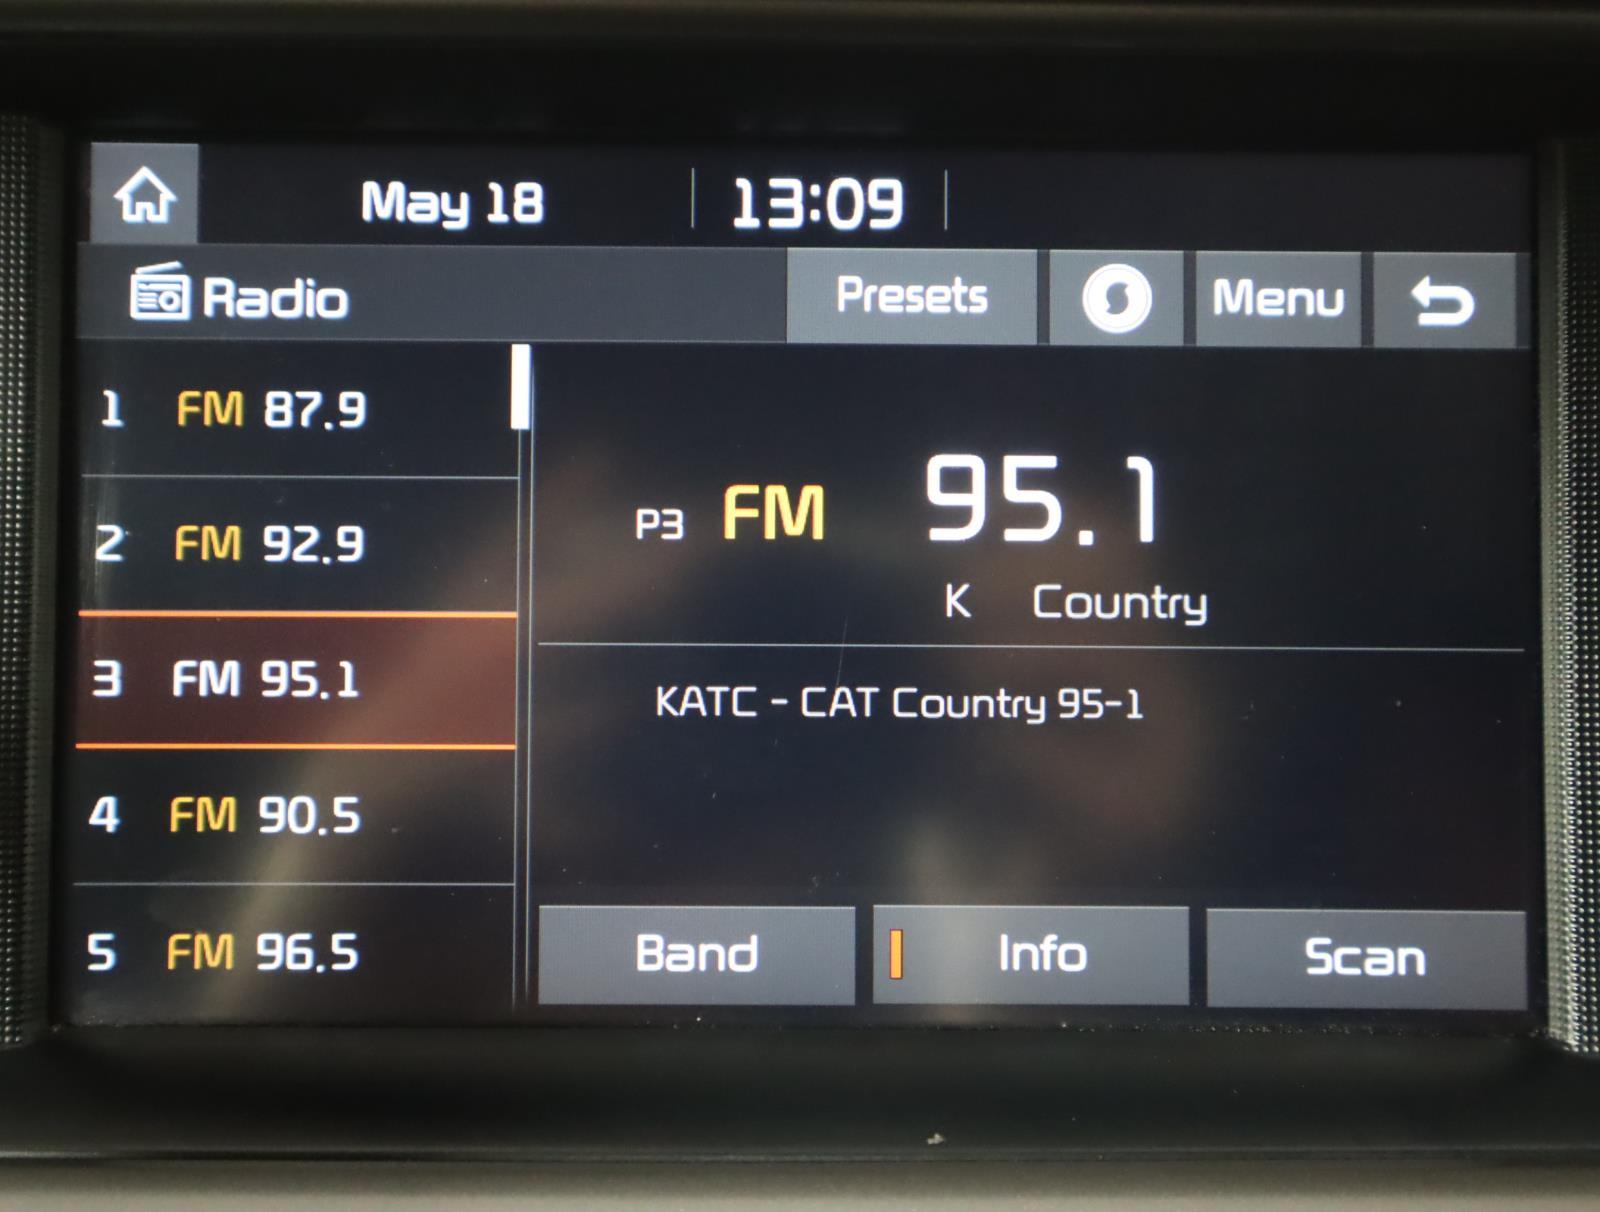 May 18 13:09
Radio Presets Menu
1 FM 87.9
2 FM 92.9
3 FM 95.1
4 FM 90.5
5 FM 96.5
P3 FM 95.1
K Country
KATC - CAT Country 95-1
Band Info Scan